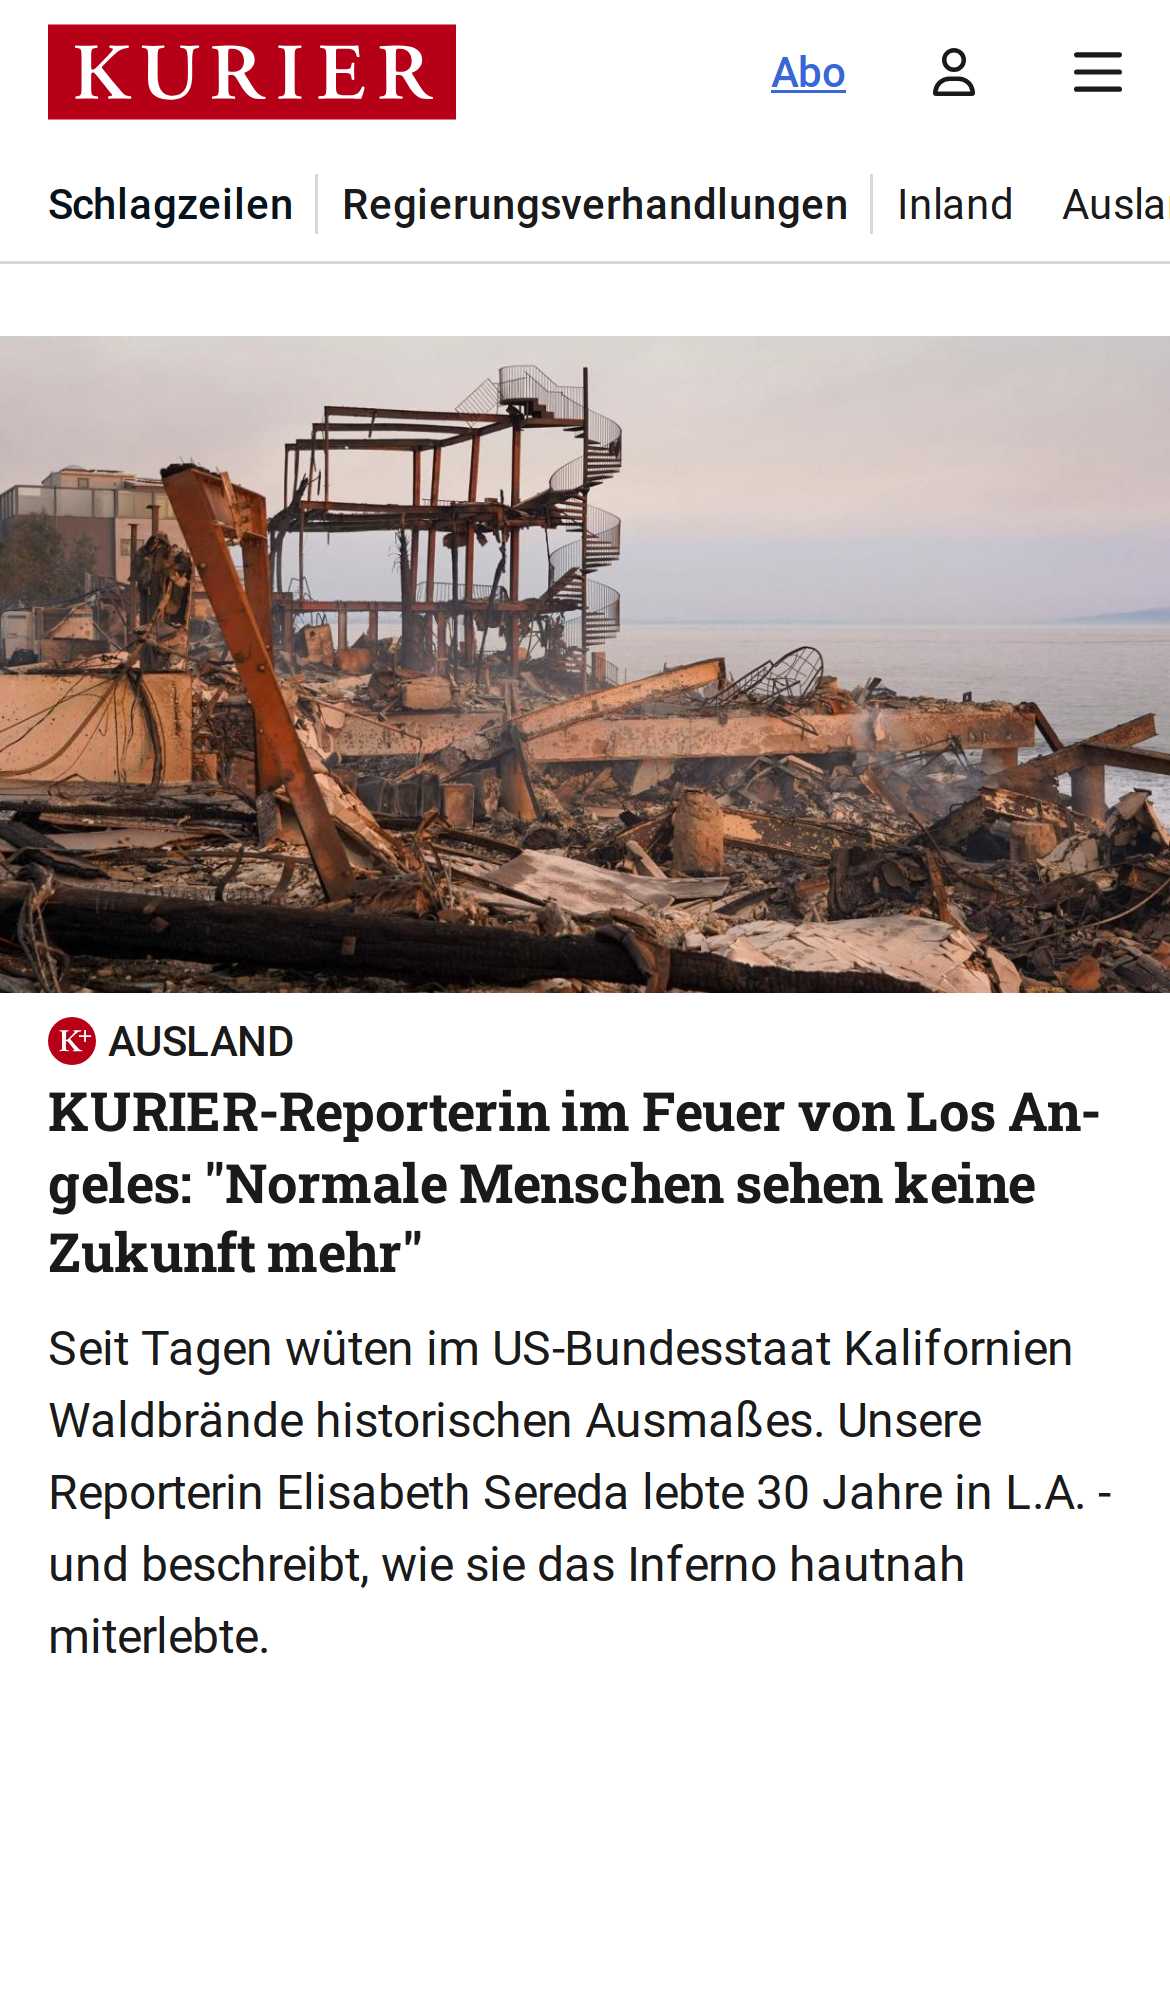 KURIER
Abo
Schlagzeilen
Regierungsverhandlungen
Inland
K+ AUSLAND
KURIER-Reporterin im Feuer von Los An-
geles: "Normale Menschen sehen keine
Zukunft mehr"
Seit Tagen wüten im US-Bundesstaat Kalifornien
Waldbrände historischen Ausmaßes. Unsere
Reporterin Elisabeth Sereda lebte 30 Jahre in L.A. -
und beschreibt, wie sie das Inferno hautnah
miterlebte.